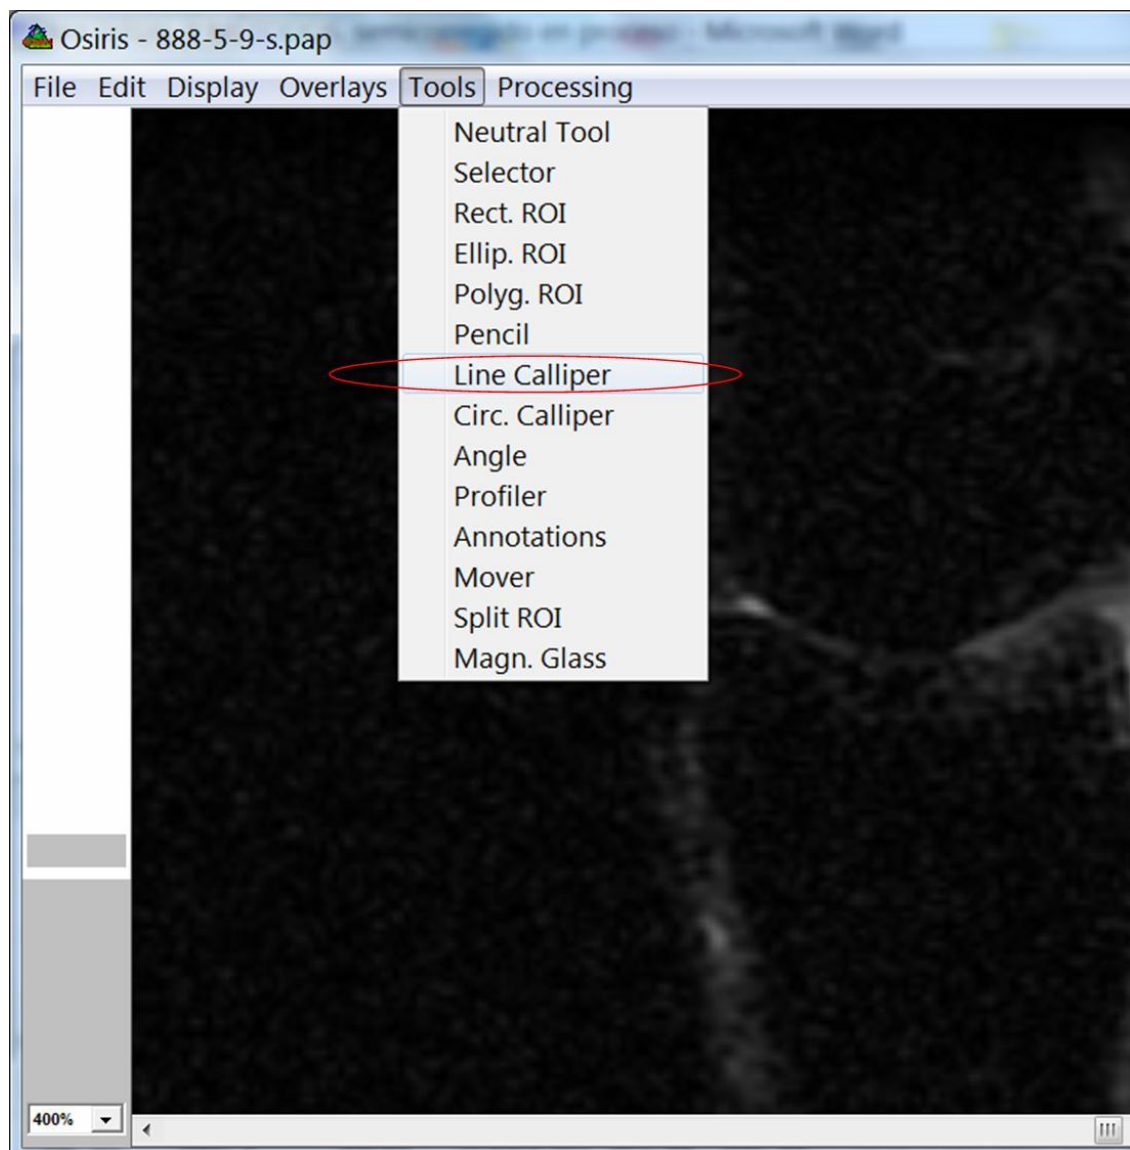 Osiris - 888-5-9-s.pap
File Edit Display Overlays Tools Processing
Neutral Tool
Selector
Rect. ROI
Ellip. ROI
Polyg. ROI
Pencil
Line Calliper
Circ. Calliper
Angle
Profiler
Annotations
Mover
Split ROI
Magn. Glass
400%